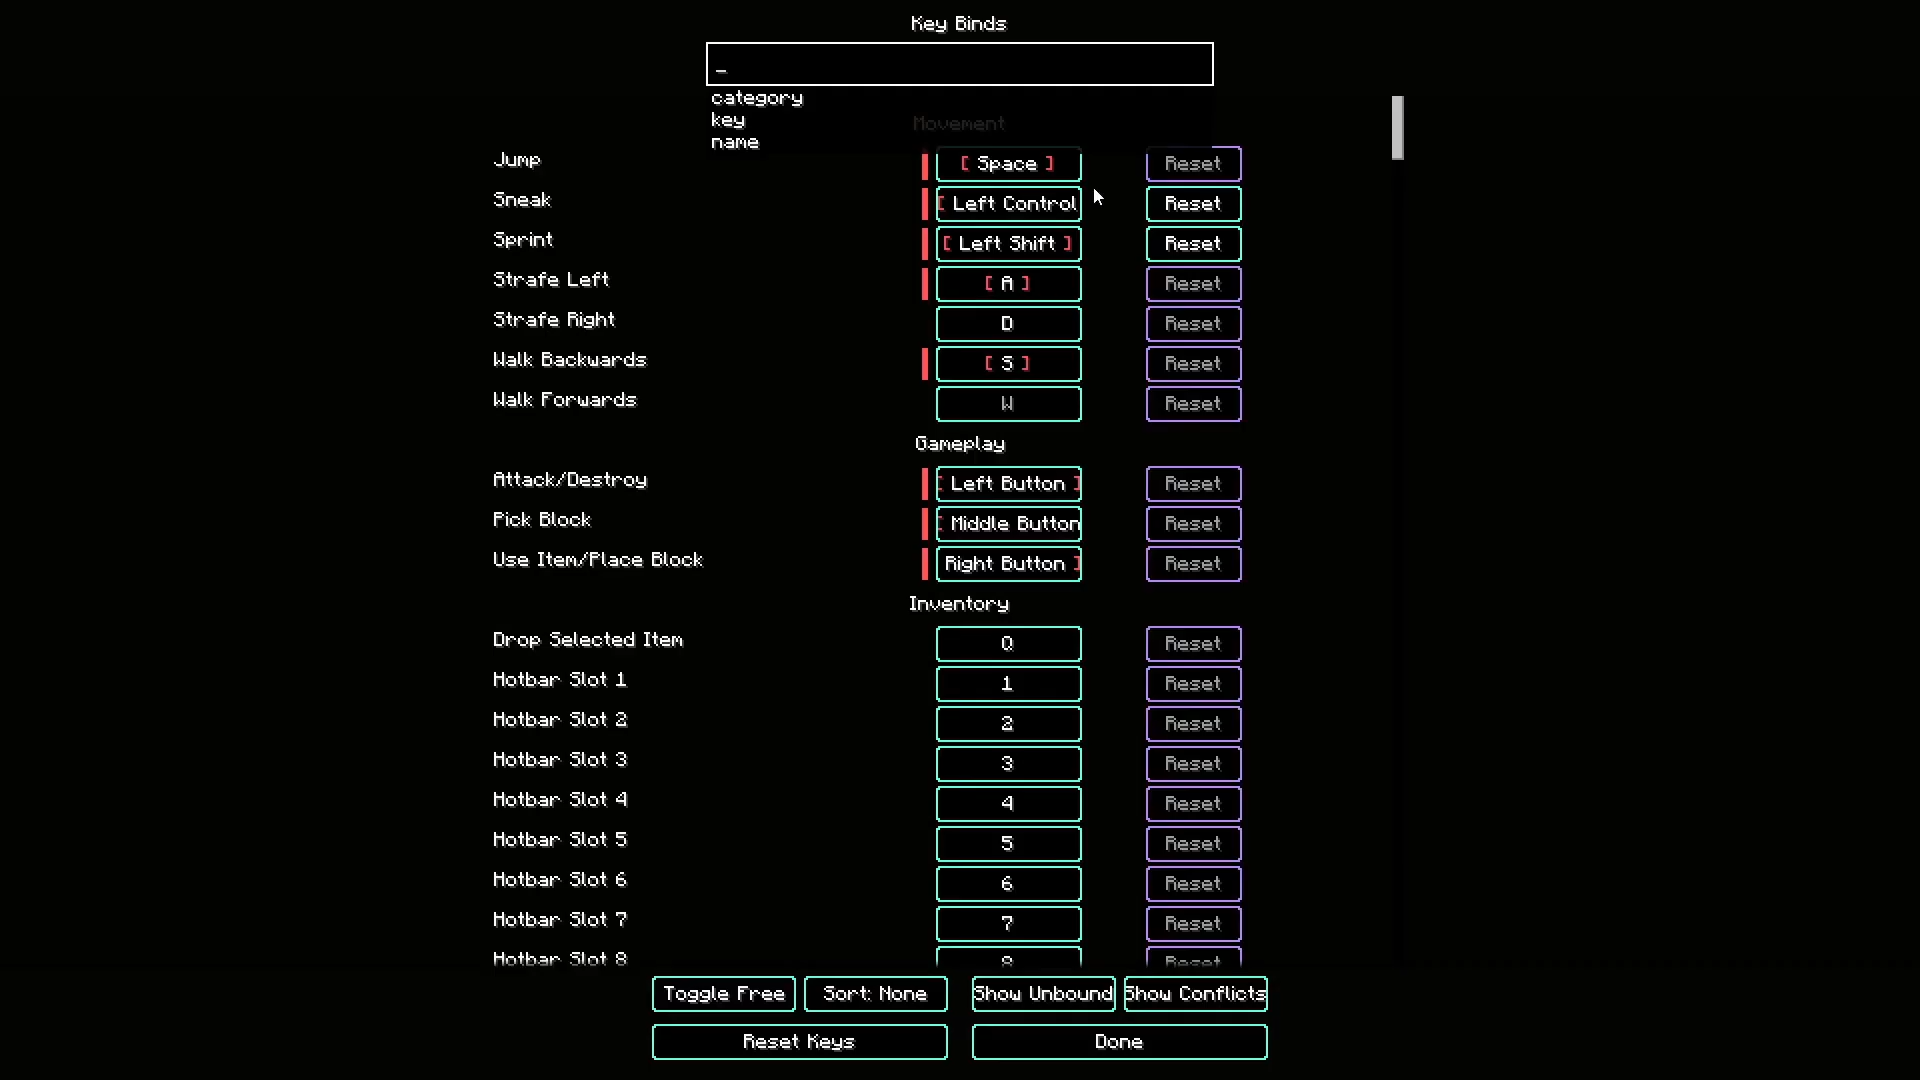 Key Binds
_
category
key
name
Movement
Jump [ Space ] Reset
Sneak [ Left Control Reset
Sprint [ Left Shift ] Reset
Strafe Left [ A ] Reset
Strafe Right D Reset
Walk Backwards [ S ] Reset
Walk Forwards W Reset
Gameplay
Attack/Destroy [ Left Button ] Reset
Pick Block [ Middle Button Reset
Use Item/Place Block Right Button ] Reset
Inventory
Drop Selected Item Q Reset
Hotbar Slot 1 1 Reset
Hotbar Slot 2 2 Reset
Hotbar Slot 3 3 Reset
Hotbar Slot 4 4 Reset
Hotbar Slot 5 5 Reset
Hotbar Slot 6 6 Reset
Hotbar Slot 7 7 Reset
Hotbar Slot 8 8 Reset
Toggle Free Sort: None Show Unbound Show Conflicts
Reset Keys Done